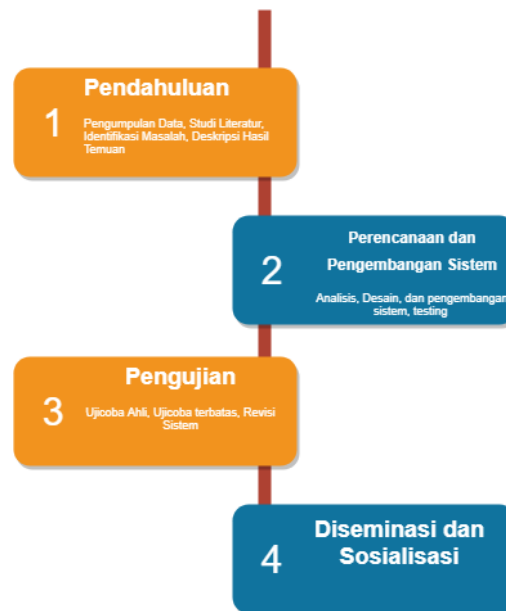 Pendahuluan
1
Pengumpulan Data, Studi Literatur,
Identifikasi Masalah, Deskripsi Hasil
Temuan
Perencanaan dan
Pengembangan Sistem
2
Analisis, Desain, dan pengembangan
sistem, testing
Pengujian
3
Ujicoba Ahli, Ujicoba terbatas, Revisi
Sistem
Diseminasi dan
Sosialisasi
4